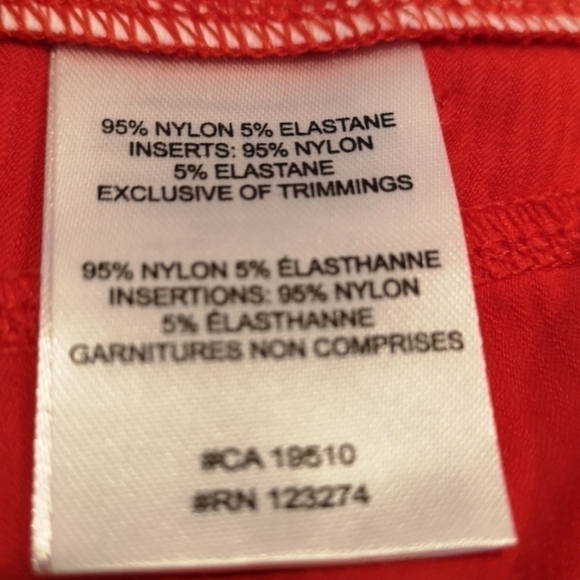 95% NYLON 5% ELASTANE
INSERTS: 95% NYLON
5% ELASTANE
EXCLUSIVE OF TRIMMINGS
95% NYLON 5% ÉLASTHANNE
INSERTIONS: 95% NYLON
5% ÉLASTHANNE
GARNITURES NON COMPRISES
#CA 19510
#RN 123274